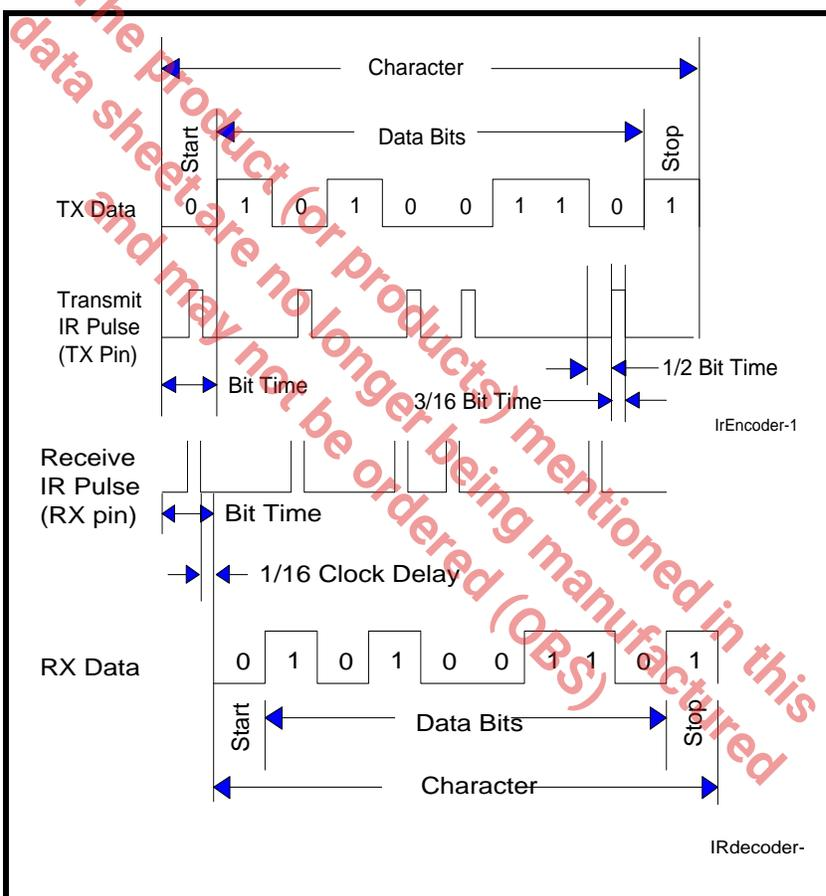 The product (or products) mentioned in this
data sheet are no longer being manufactured
and may not be ordered (OBS)
Character
Start
Data Bits
Stop
TX Data
0 1 0 1 0 0 1 1 0 1
Transmit
IR Pulse
(TX Pin)
Bit Time
1/2 Bit Time
3/16 Bit Time
IrEncoder-1
Receive
IR Pulse
(RX pin)
Bit Time
1/16 Clock Delay
RX Data
0 1 0 1 0 0 1 1 0 1
Start
Data Bits
Stop
Character
IRdecoder-